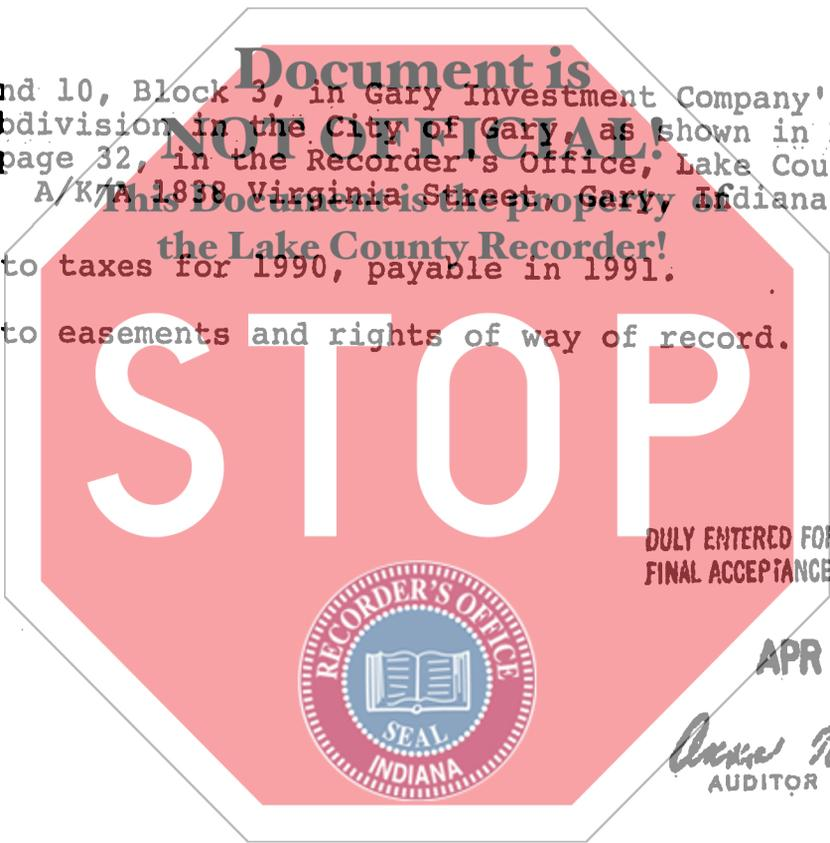 Document is
nd 10, Block 3, in Gary Investment Company'
NOT OFFICIAL!
bdivision in the City of Gary, as shown in
page 32, in the Recorder's Office, Lake Cou
A/K/A 1838 Virginia Street, Gary, Indiana
This Document is the property of
the Lake County Recorder!
to taxes for 1990, payable in 1991.
to easements and rights of way of record.
STOP
DULY ENTERED FOR
FINAL ACCEPTANCE
RECORDER'S OFFICE
SEAL
INDIANA
APR
AUDITOR